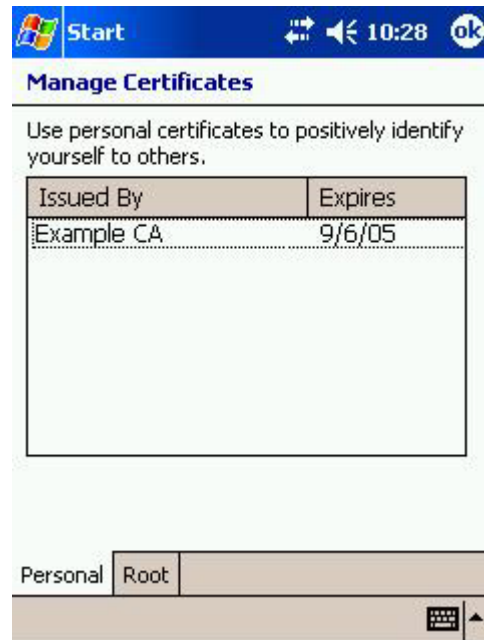 Start 10:28 ok
Manage Certificates
Use personal certificates to positively identify
yourself to others.
Issued By Expires
Example CA 9/6/05
Personal Root